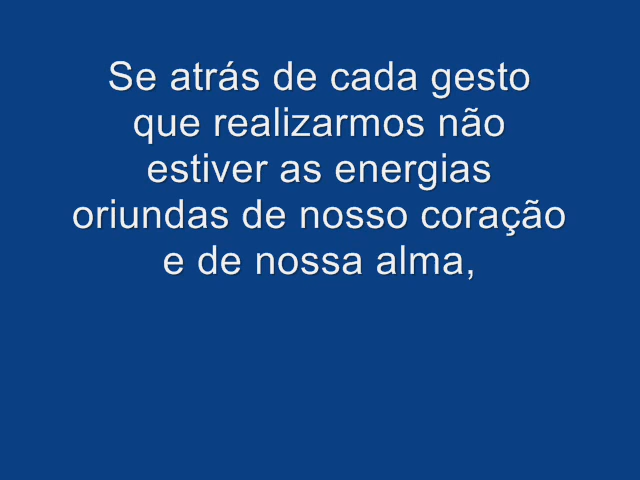 Se atrás de cada gesto
que realizarmos não
estiver as energias
oriundas de nosso coração
e de nossa alma,